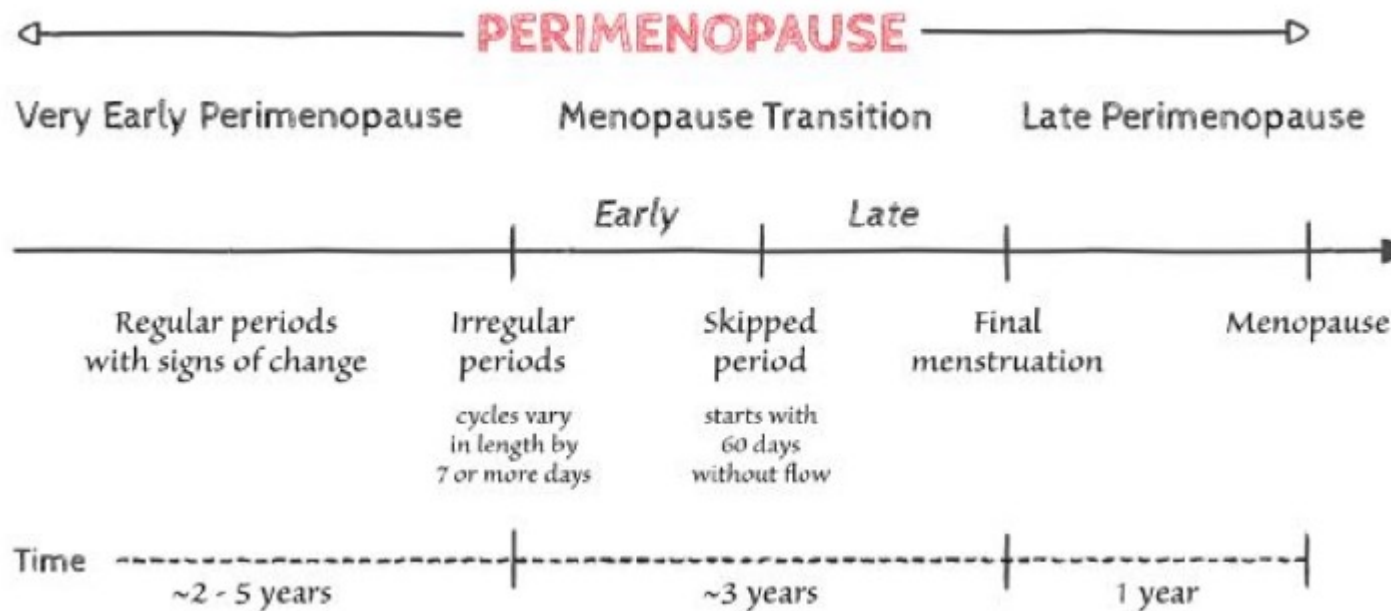 PERIMENOPAUSE
Very Early Perimenopause
Menopause Transition
Late Perimenopause
Early
Late
Regular periods
with signs of change
Irregular
periods
cycles vary
in length by
7 or more days
Skipped
period
starts with
60 days
without flow
Final
menstruation
Menopause
Time
~2 - 5 years
~3 years
1 year